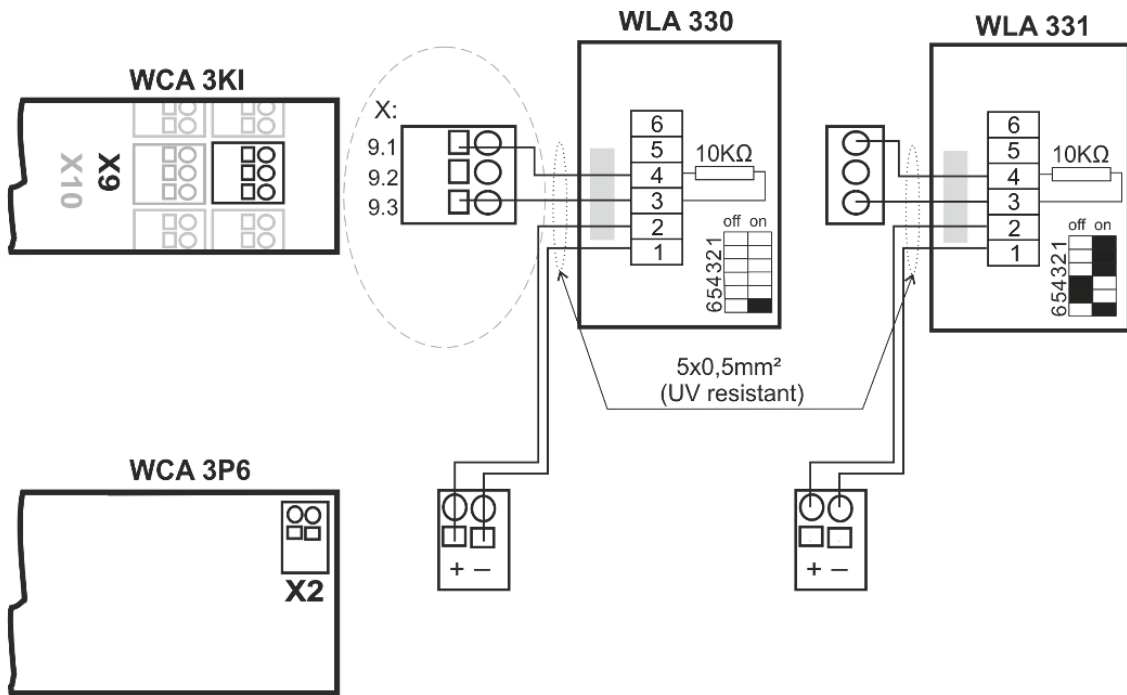 WLA 330
WLA 331
WCA 3KI
X10
X9
X:
9.1
9.2
9.3
6
5
4
3
2
1
10KΩ
off on
654321
6
5
4
3
2
1
10KΩ
off on
654321
5x0,5mm²
(UV resistant)
WCA 3P6
X2
+ –
+ –